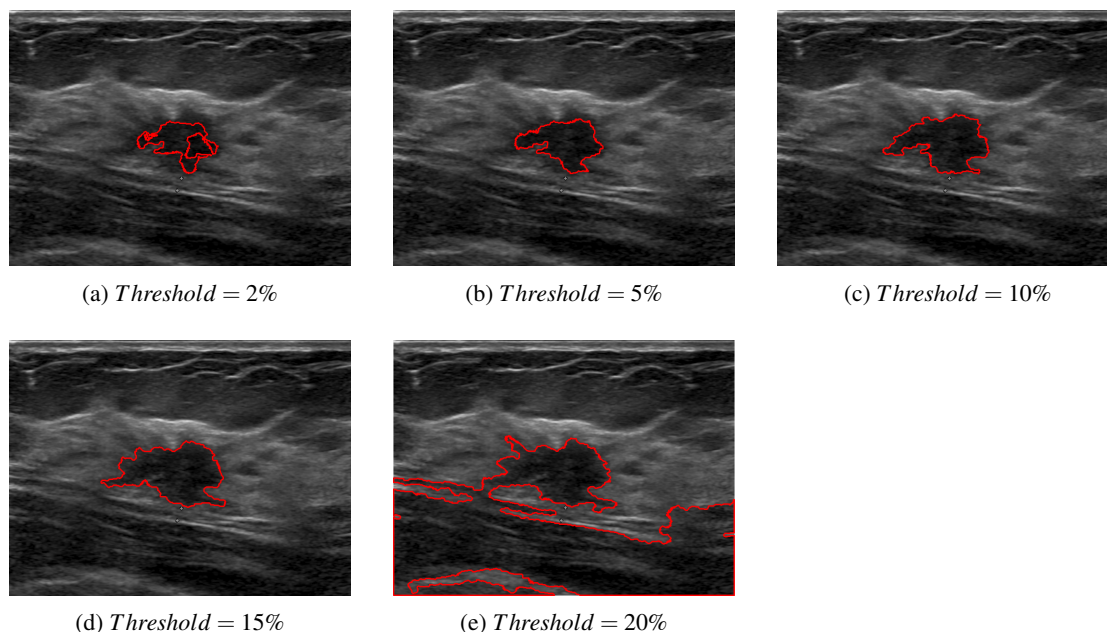 (a) Threshold = 2%
(b) Threshold = 5%
(c) Threshold = 10%
(d) Threshold = 15%
(e) Threshold = 20%